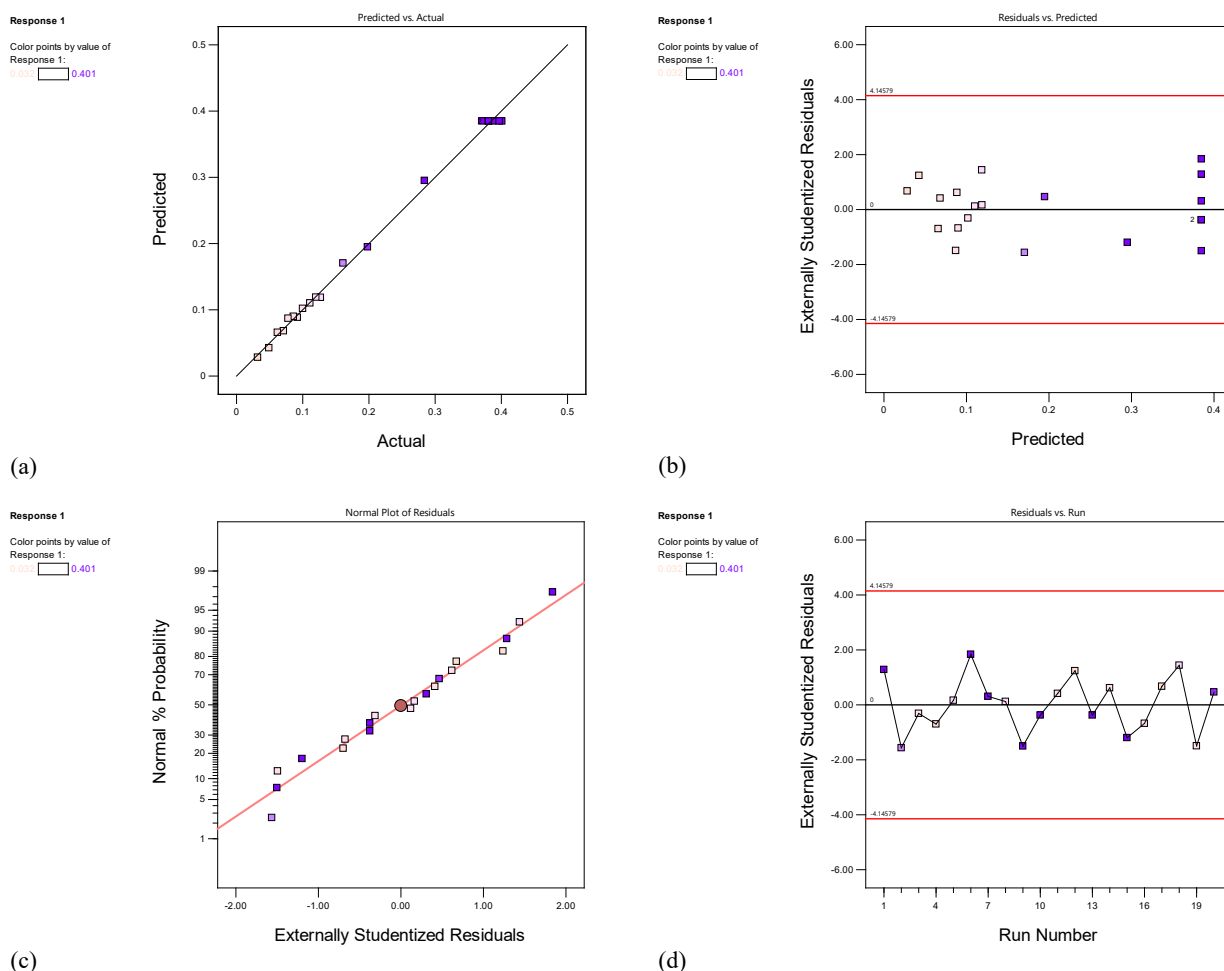 Response 1
Color points by value of
Response 1:
0.032 0.401
Predicted vs. Actual
0.5
0.4
0.3
0.2
0.1
0
Predicted
0 0.1 0.2 0.3 0.4 0.5
Actual
(a)
Response 1
Color points by value of
Response 1:
0.032 0.401
Residuals vs. Predicted
6.00
4.00
2.00
0.00
-2.00
-4.00
-6.00
4.14579
0
2
-4.14579
Externally Studentized Residuals
0 0.1 0.2 0.3 0.4
Predicted
(b)
Response 1
Color points by value of
Response 1:
0.032 0.401
Normal Plot of Residuals
99
95
90
80
70
50
30
20
10
5
1
Normal % Probability
-2.00 -1.00 0.00 1.00 2.00
Externally Studentized Residuals
(c)
Response 1
Color points by value of
Response 1:
0.032 0.401
Residuals vs. Run
6.00
4.00
2.00
0.00
-2.00
-4.00
-6.00
4.14579
0
-4.14579
Externally Studentized Residuals
1 4 7 10 13 16 19
Run Number
(d)